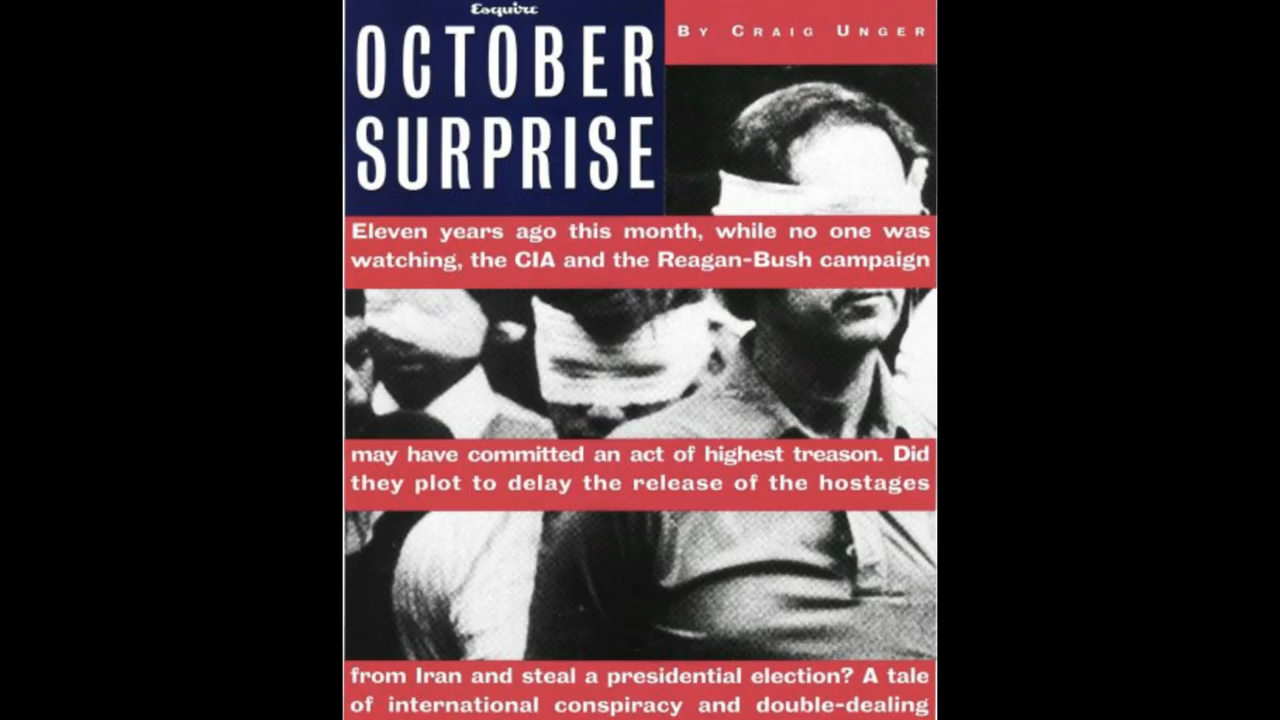 Esquire
OCTOBER
SURPRISE
BY CRAIG UNGER
Eleven years ago this month, while no one was
watching, the CIA and the Reagan-Bush campaign
may have committed an act of highest treason. Did
they plot to delay the release of the hostages
from Iran and steal a presidential election? A tale
of international conspiracy and double-dealing